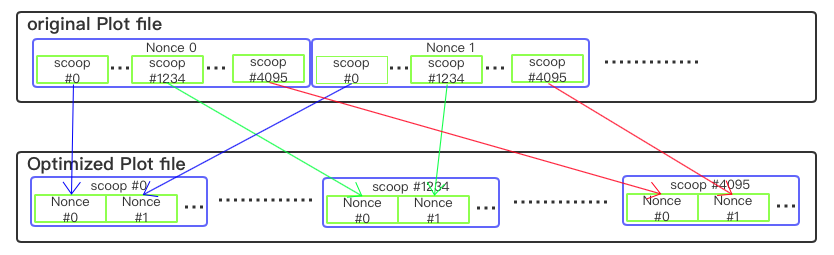 original Plot file
Nonce 0
Nonce 1
scoop
#0
scoop
#1234
scoop
#4095
scoop
#0
scoop
#1234
scoop
#4095
Optimized Plot file
scoop #0
Nonce
#0
Nonce
#1
scoop #1234
Nonce
#0
Nonce
#1
scoop #4095
Nonce
#0
Nonce
#1